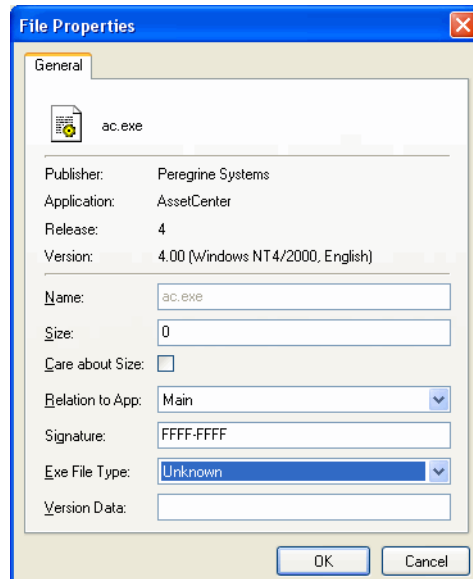 File Properties
General
ac.exe
Publisher: Peregrine Systems
Application: AssetCenter
Release: 4
Version: 4.00 (Windows NT4/2000, English)
Name: ac.exe
Size: 0
Care about Size:
Relation to App: Main
Signature: FFFF-FFFF
Exe File Type: Unknown
Version Data:
OK Cancel